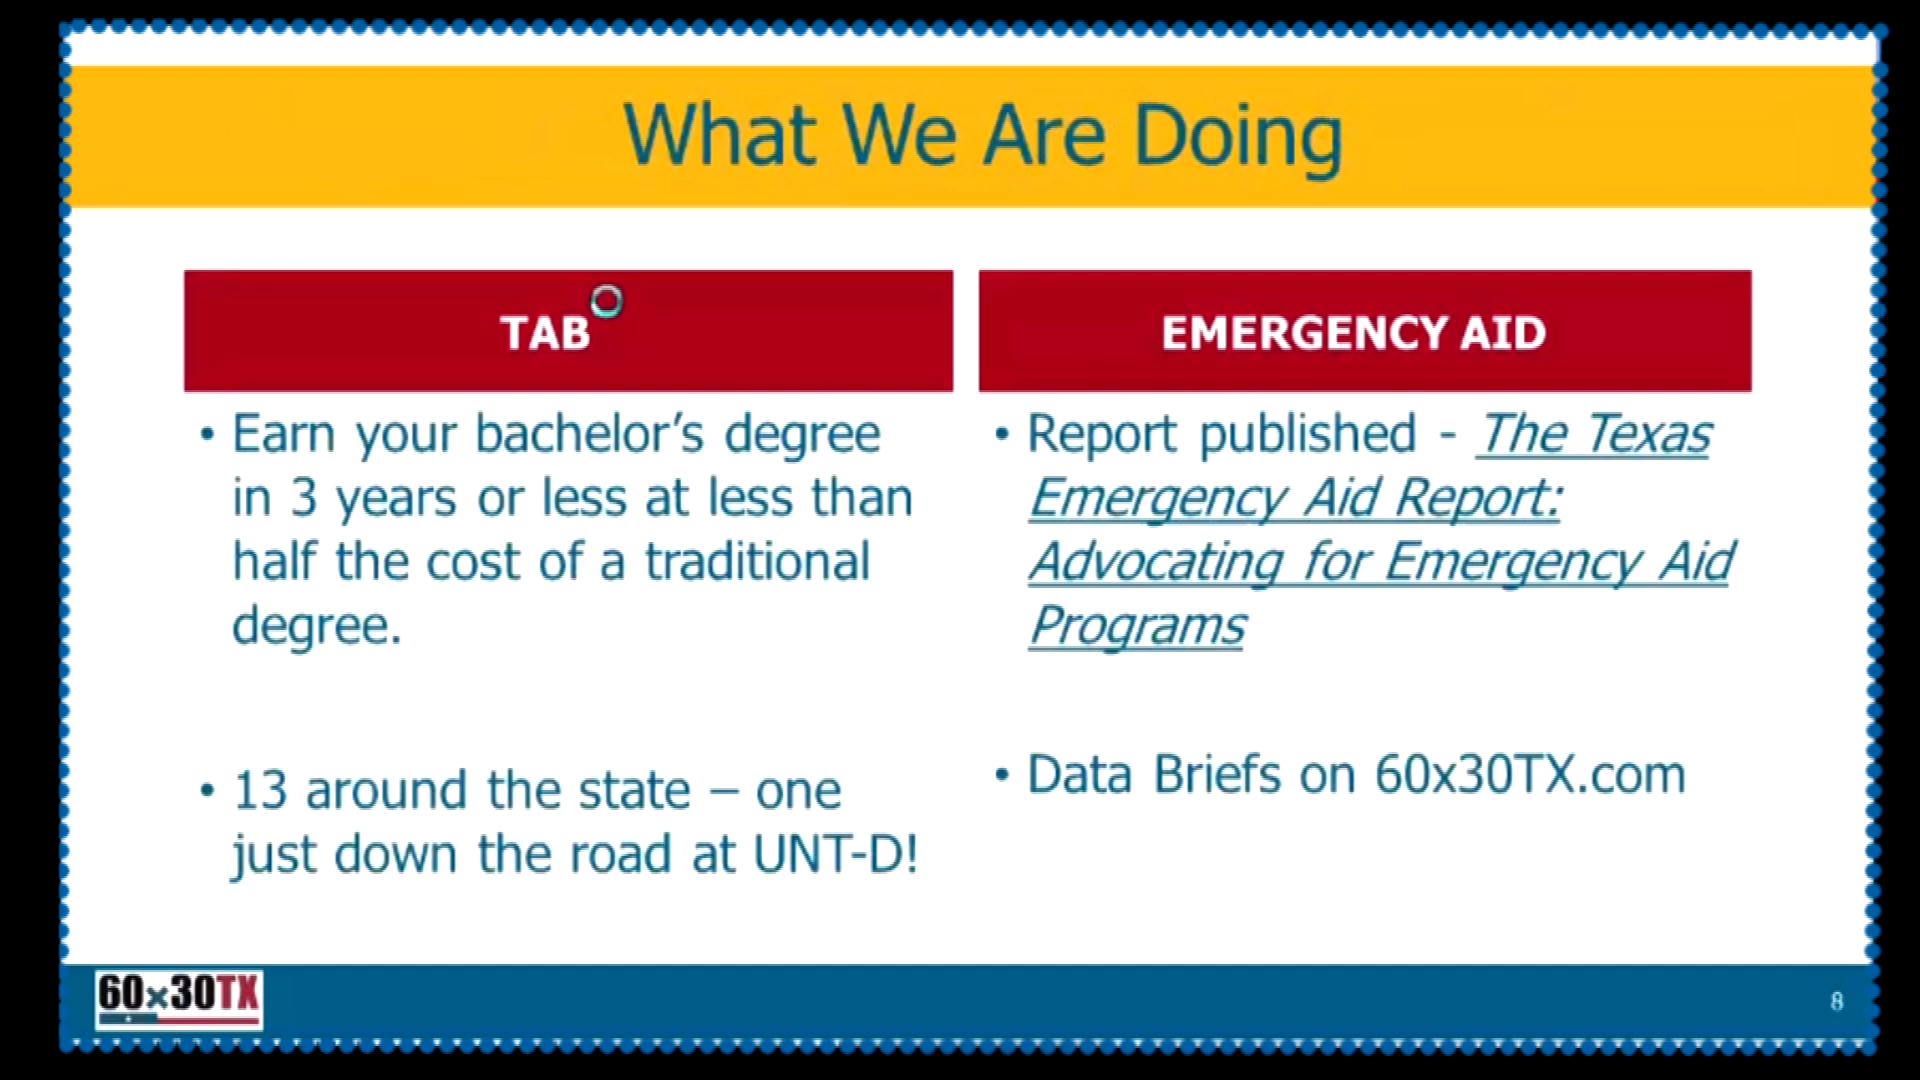 What We Are Doing
TAB
• Earn your bachelor’s degree
in 3 years or less at less than
half the cost of a traditional
degree.
• 13 around the state – one
just down the road at UNT-D!
EMERGENCY AID
• Report published - The Texas
Emergency Aid Report:
Advocating for Emergency Aid
Programs
• Data Briefs on 60x30TX.com
60x30TX
8